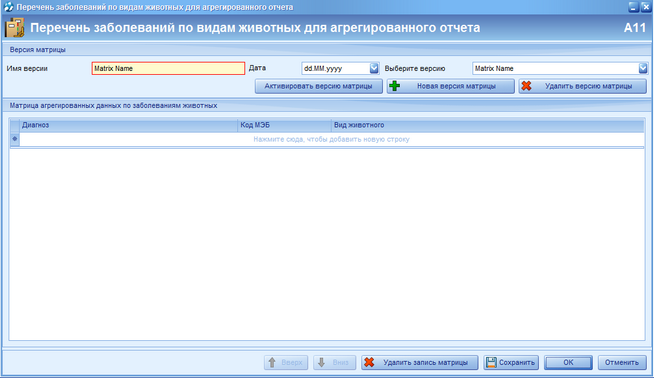 Перечень заболеваний по видам животных для агрегированного отчета
Перечень заболеваний по видам животных для агрегированного отчета A11
Версия матрицы
Имя версии Matrix Name Дата dd.MM.yyyy Выберите версию Matrix Name
Активировать версию матрицы Новая версия матрицы Удалить версию матрицы
Матрица агрегированных данных по заболеваниям животных
Диагноз Код МЭБ Вид животного
Нажмите сюда, чтобы добавить новую строку
Вверх Вниз Удалить запись матрицы Сохранить OK Отменить